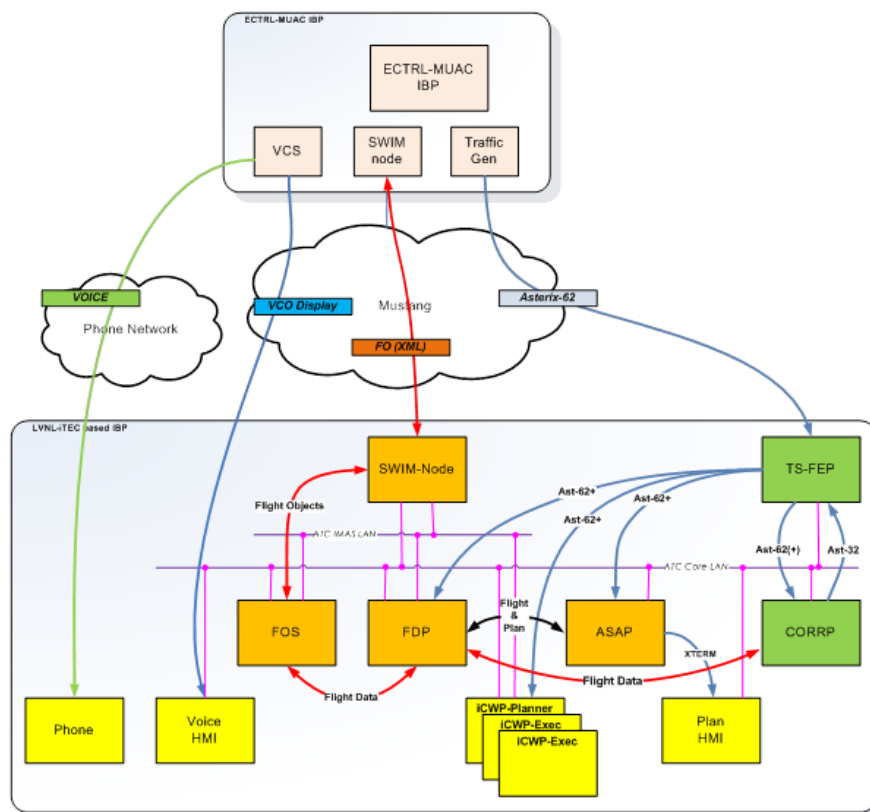 ECTRL-MUAC IBP
ECTRL-MUAC
IBP
VCS
SWIM
node
Traffic
Gen
VOICE
Phone Network
VCO Display
Mustang
Asterix-62
FO (XML)
LVNL-iTEC based IBP
SWIM-Node
TS-FEP
Flight Objects
Ast-62+
Ast-62+
Ast-62+
ATC IMAS LAN
Ast-62(+)
Ast-32
ATC Core LAN
FOS
FDP
Flight
&
Plan
ASAP
CORRP
XTERM
Flight Data
Flight Data
Phone
Voice
HMI
iCWP-Planner
iCWP-Exec
iCWP-Exec
Plan
HMI